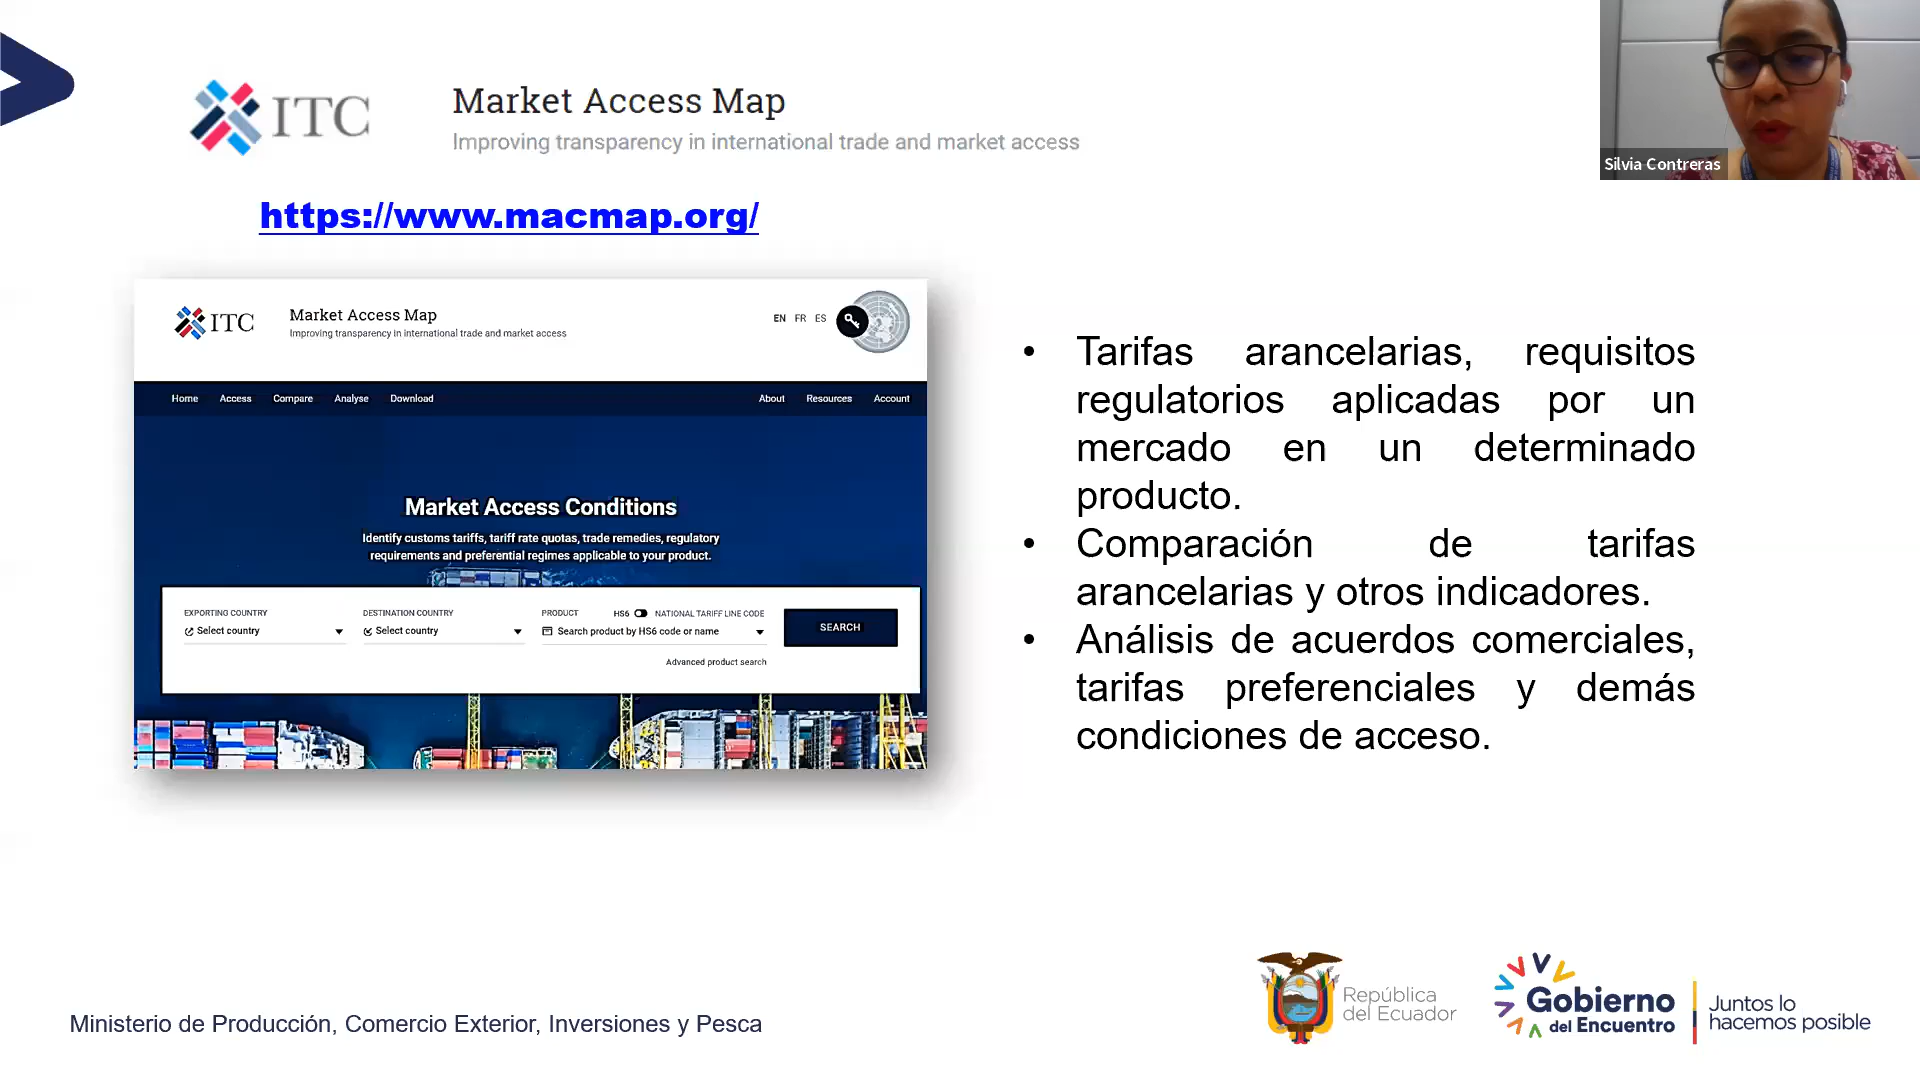 ITC
Market Access Map
Improving transparency in international trade and market access
Silvia Contreras
https://www.macmap.org/
ITC
Market Access Map
Improving transparency in international trade and market access
EN FR ES
Home Access Compare Analyse Download About Resources Account
Market Access Conditions
Identify customs tariffs, tariff rate quotas, trade remedies, regulatory
requirements and preferential regimes applicable to your product.
EXPORTING COUNTRY DESTINATION COUNTRY PRODUCT HS6 NATIONAL TARIFF LINE CODE
Select country Select country Search product by HS6 code or name SEARCH
Advanced product search
• Tarifas arancelarias, requisitos
regulatorios aplicadas por un
mercado en un determinado
producto.
• Comparación de tarifas
arancelarias y otros indicadores.
• Análisis de acuerdos comerciales,
tarifas preferenciales y demás
condiciones de acceso.
Ministerio de Producción, Comercio Exterior, Inversiones y Pesca
República
del Ecuador
Gobierno
del Encuentro
Juntos lo
hacemos posible